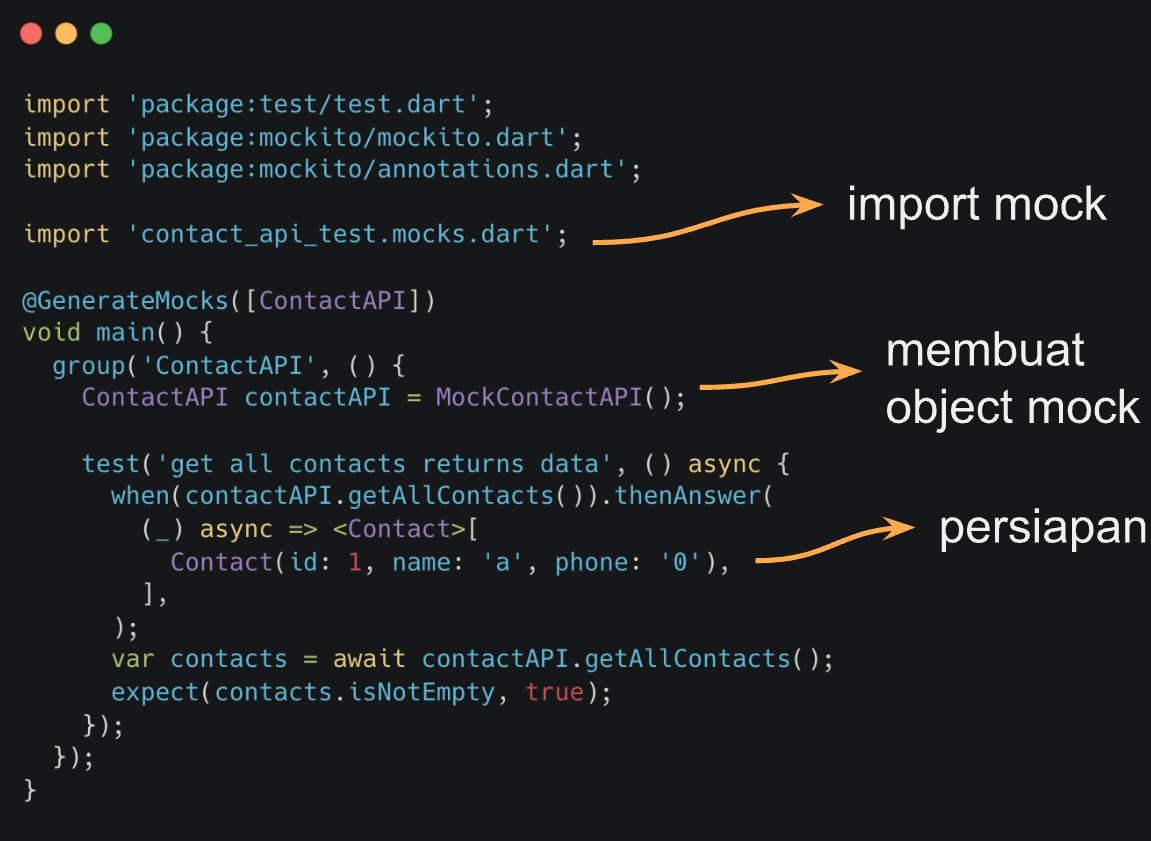 import 'package:test/test.dart';
import 'package:mockito/mockito.dart';
import 'package:mockito/annotations.dart';
import 'contact_api_test.mocks.dart';
import mock
@GenerateMocks([ContactAPI])
void main() {
  group('ContactAPI', () {
    ContactAPI contactAPI = MockContactAPI();
membuat
object mock
    test('get all contacts returns data', () async {
      when(contactAPI.getAllContacts()).thenAnswer(
        (_) async => <Contact>[
          Contact(id: 1, name: 'a', phone: '0'),
persiapan
        ],
      );
      var contacts = await contactAPI.getAllContacts();
      expect(contacts.isNotEmpty, true);
    });
  });
}